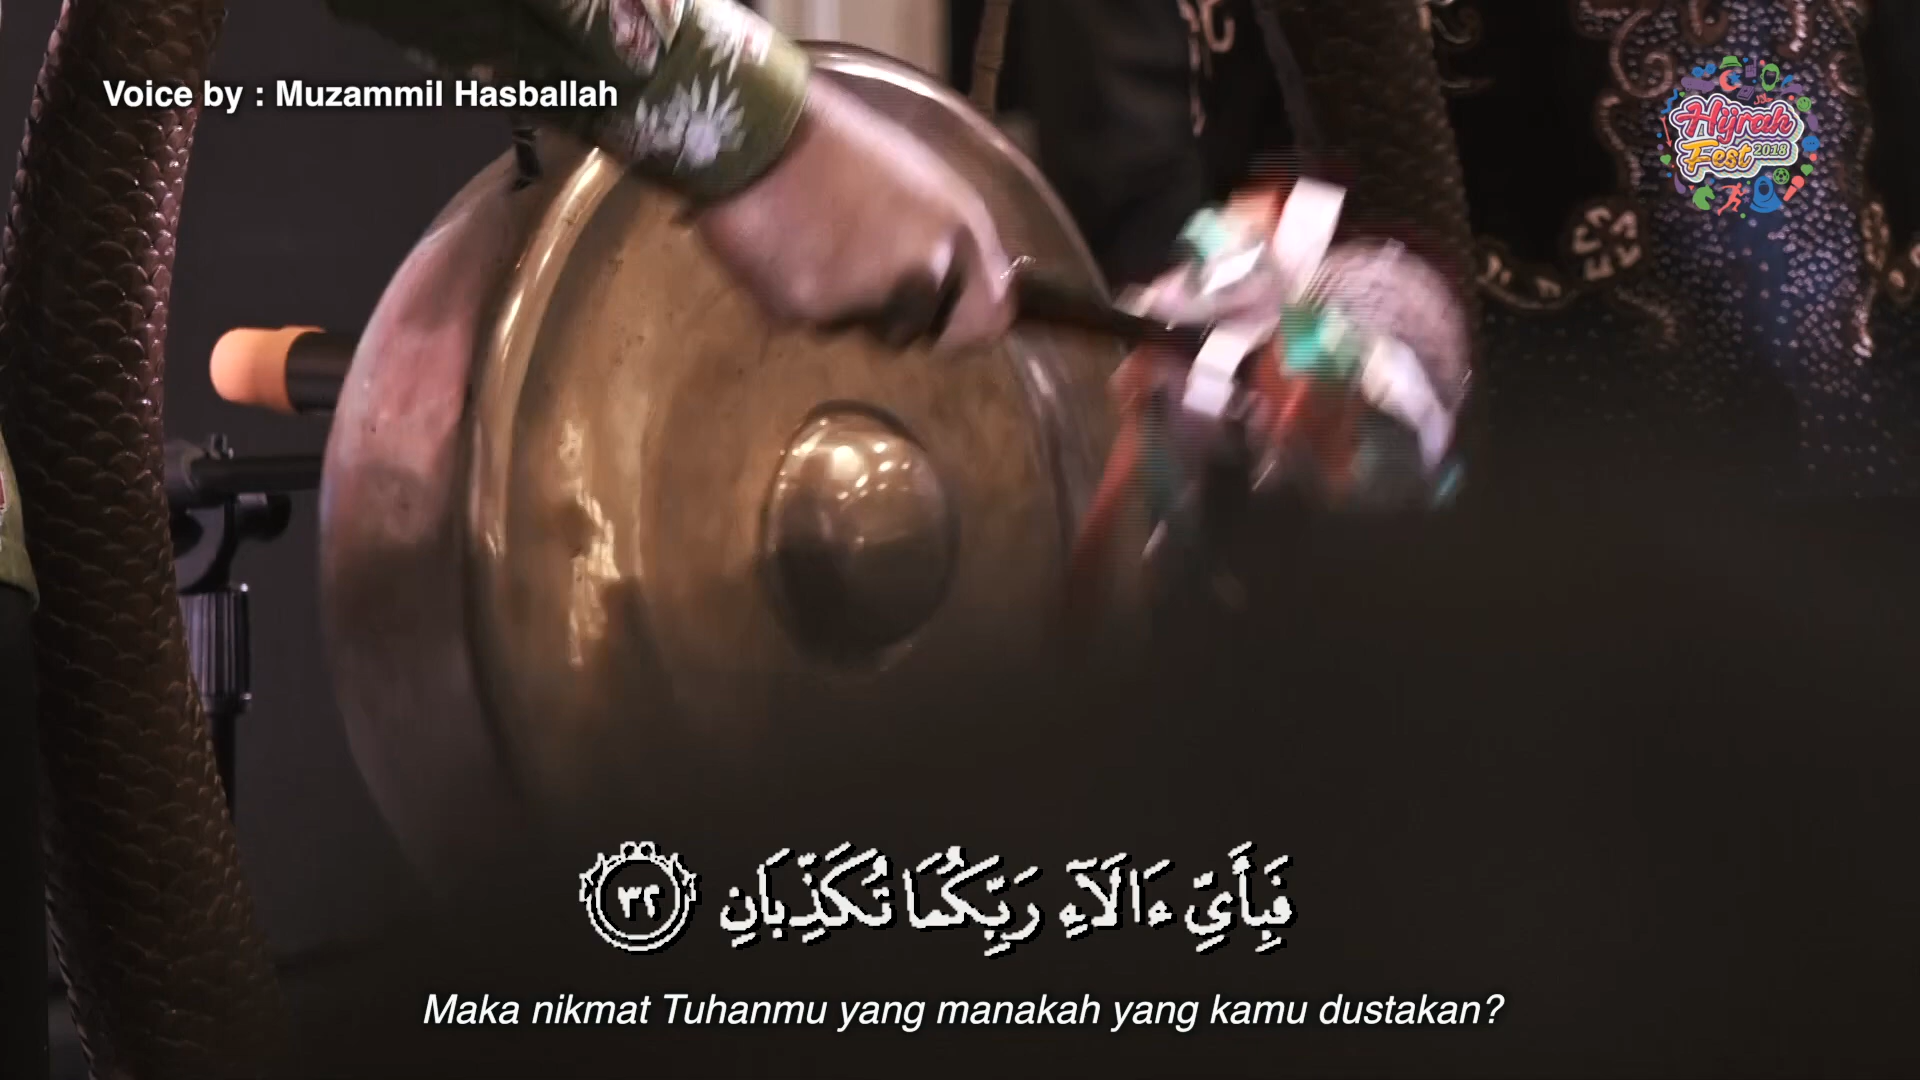 Voice by : Muzammil Hasballah
Hijrah
Fest 2018
فَبِأَيِّ ءَالَآءِ رَبِّكُمَا تُكَذِّبَانِ ٣٢
Maka nikmat Tuhanmu yang manakah yang kamu dustakan?